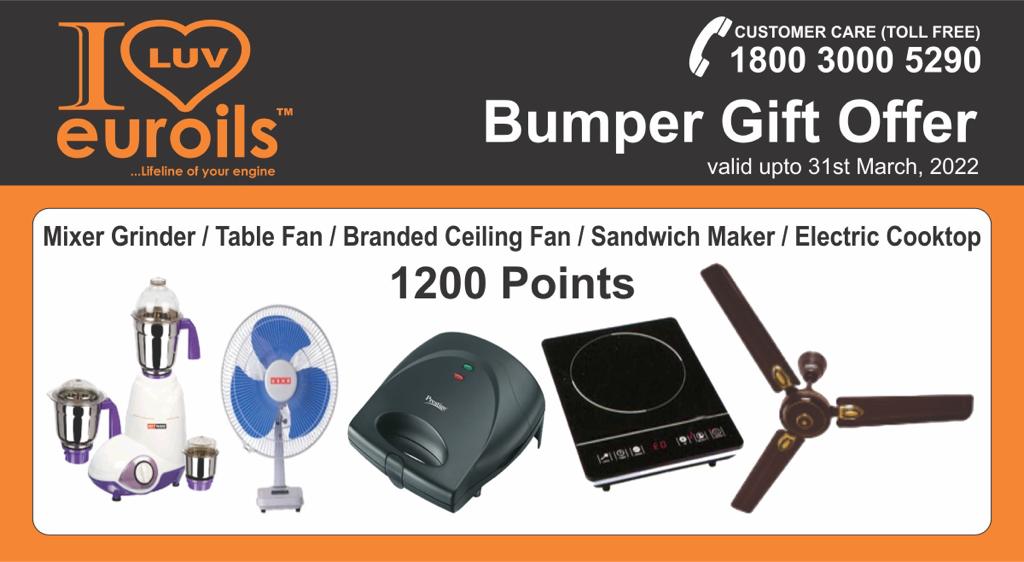 I LUV
euroils™
...Lifeline of your engine
CUSTOMER CARE (TOLL FREE)
1800 3000 5290
Bumper Gift Offer
valid upto 31st March, 2022
Mixer Grinder / Table Fan / Branded Ceiling Fan / Sandwich Maker / Electric Cooktop
1200 Points
Prestige